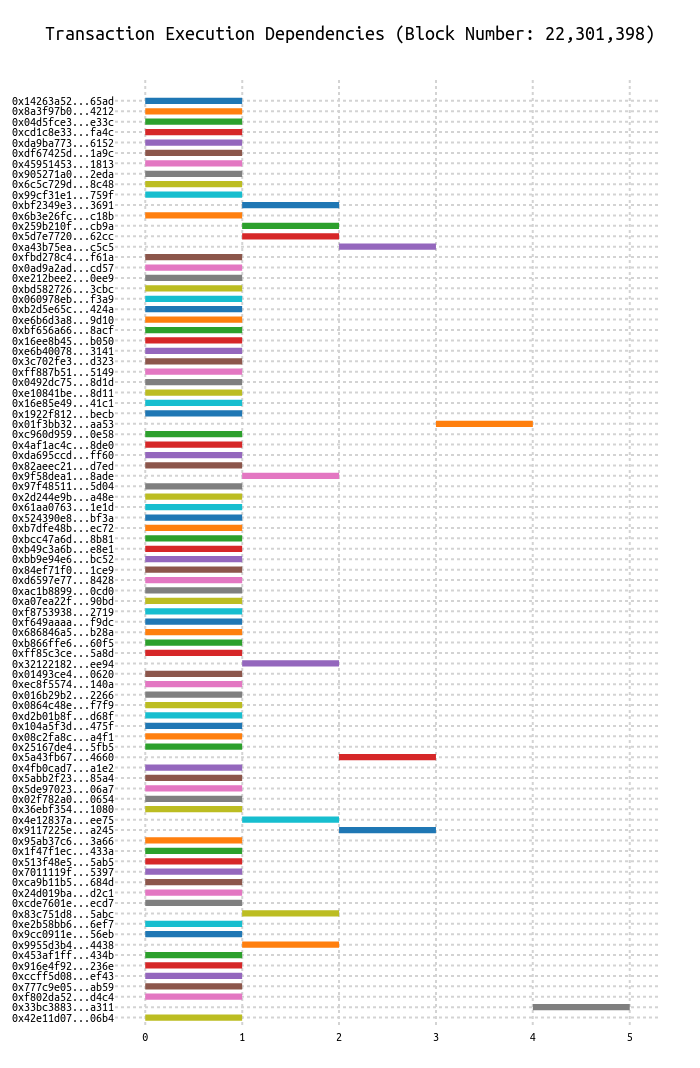 Transaction Execution Dependencies (Block Number: 22,301,398)
0x14263a52...65ad
0x8a3f97b0...4212
0x04d5fce3...e33c
0xcd1c8e33...fa4c
0xda9ba773...6152
0xdf67425d...1a9c
0x45951453...1813
0x905271a0...2eda
0x6c5c729d...8c48
0x99cf31e1...759f
0xbf2349e3...3691
0x6b3e26fc...c18b
0x259b210f...cb9a
0x5d7e7720...62cc
0xa43b75ea...c5c5
0xfbd278c4...f61a
0x0ad9a2ad...cd57
0xe212bee2...0ee9
0xbd582726...3cbc
0x060978eb...f3a9
0xb2d5e65c...424a
0xe6b6d3a8...9d10
0xbf656a66...8acf
0x16ee8b45...b050
0xe6b40078...3141
0x3c702fe3...d323
0xff887b51...5149
0x0492dc75...8d1d
0xe10841be...8d11
0x16e85e49...41c1
0x1922f812...becb
0x01f3bb32...aa53
0xc960d959...0e58
0x4af1ac4c...8de0
0xda695ccd...ff60
0x82aeec21...d7ed
0x9f58dea1...8ade
0x97f48511...5d04
0x2d244e9b...a48e
0x61aa0763...1e1d
0x524390e8...bf3a
0xb7dfe48b...ec72
0xbcc47a6d...8b81
0xb49c3a6b...e8e1
0xbb9e94e6...bc52
0x84ef71f0...1ce9
0xd6597e77...8428
0xac1b8899...0cd0
0xa07ea22f...90bd
0xf8753938...2719
0xf649aaaa...f9dc
0x686846a5...b28a
0xb866ffe6...60f5
0xff85c3ce...5a8d
0x32122182...ee94
0x01493ce4...0620
0xec8f5574...140a
0x016b29b2...2266
0x0864c48e...f7f9
0xd2b01b8f...d68f
0x104a5f3d...475f
0x08c2fa8c...a4f1
0x25167de4...5fb5
0x5a43fb67...4660
0x4fb0cad7...a1e2
0x5abb2f23...85a4
0x5de97023...06a7
0x02f782a0...0654
0x36ebf354...1080
0x4e12837a...ee75
0x9117225e...a245
0x95ab37c6...3a66
0x1f47f1ec...433a
0x513f48e5...5ab5
0x7011119f...5397
0xca9b11b5...684d
0x24d019ba...d2c1
0xcde7601e...ecd7
0x83c751d8...5abc
0xe2b58bb6...6ef7
0x9cc0911e...56eb
0x9955d3b4...4438
0x453af1ff...434b
0x916e4f92...236e
0xccff5d08...ef43
0x777c9e05...ab59
0xf802da52...d4c4
0x33bc3883...a311
0x42e11d07...06b4
0 1 2 3 4 5